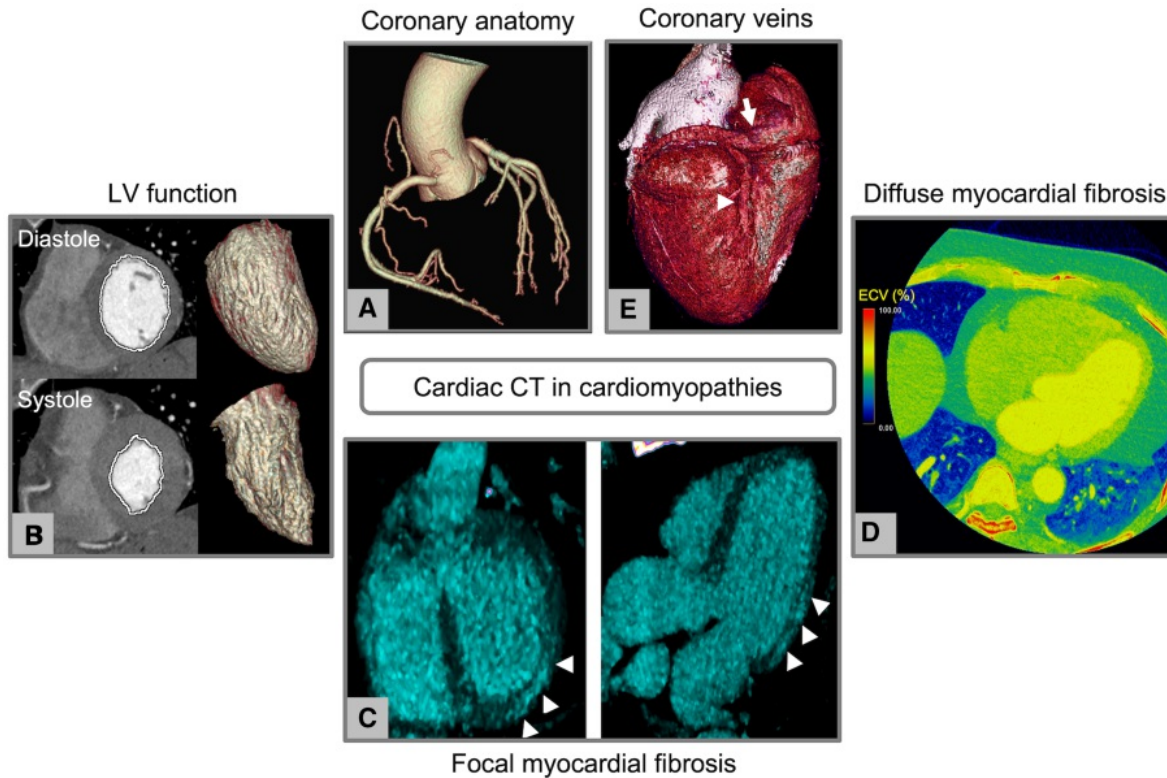 Coronary anatomy
Coronary veins
LV function
Diffuse myocardial fibrosis
Diastole
Systole
B
A
E
ECV (%)
100.00
0.00
D
Cardiac CT in cardiomyopathies
C
Focal myocardial fibrosis